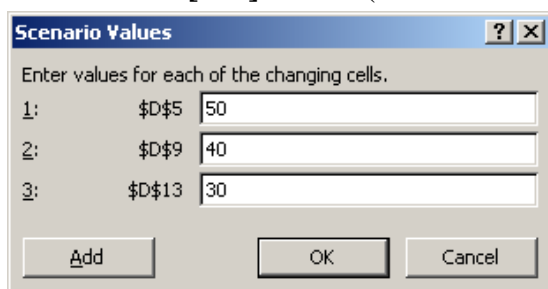 Scenario Values
Enter values for each of the changing cells.
1: $D$5 50
2: $D$9 40
3: $D$13 30
Add OK Cancel